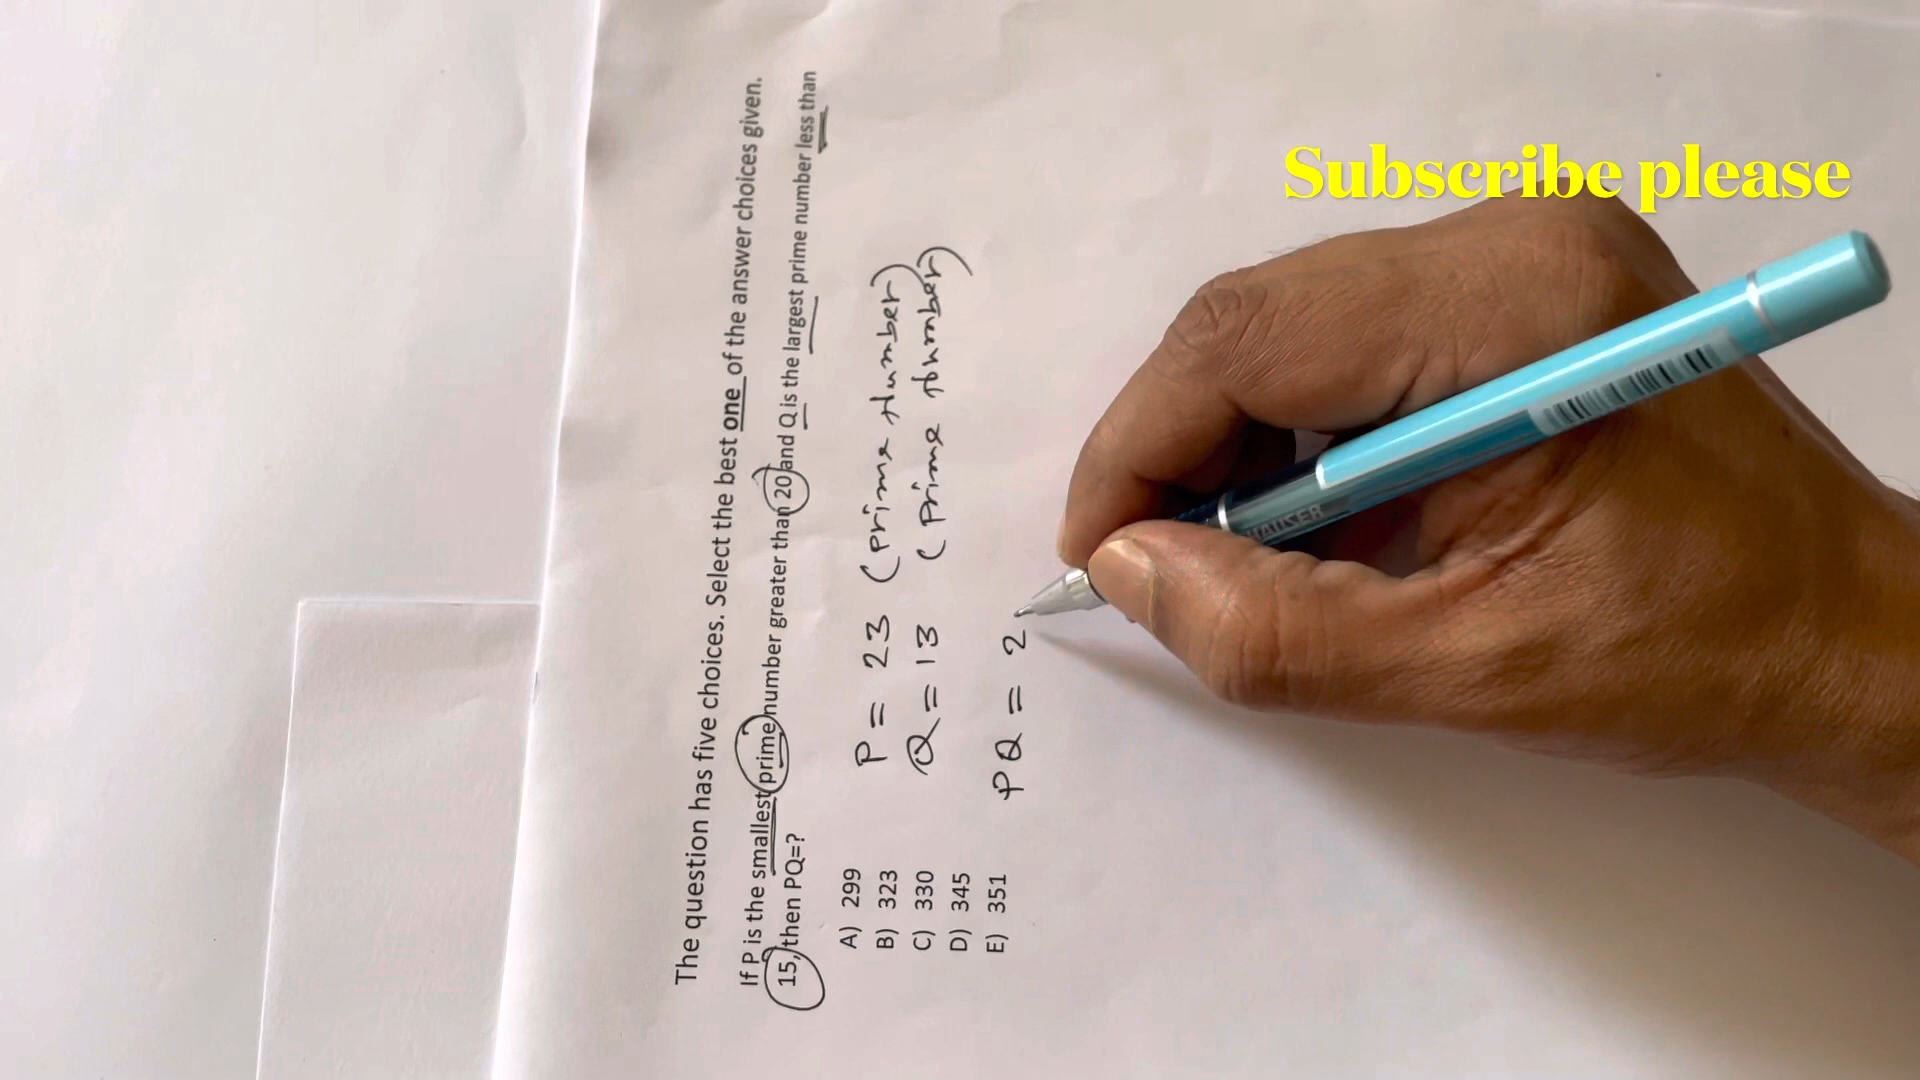 Subscribe please
The question has five choices. Select the best one of the answer choices given.
If P is the smallest prime number greater than 20 and Q is the largest prime number less than
15, then PQ=?
A) 299
B) 323
C) 330
D) 345
E) 351
P = 23 (Prime Number)
Q = 13 (Prime Number)
PQ = 2
HAUSER